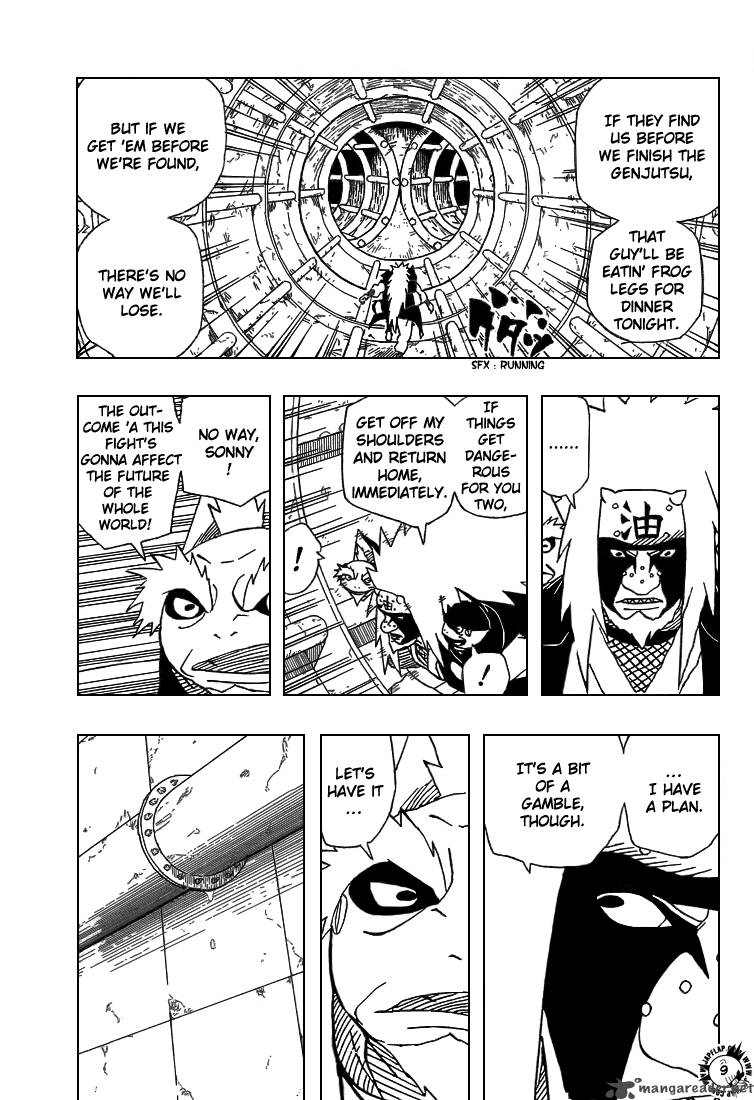 IF THEY FIND
US BEFORE
WE FINISH THE
GENJUTSU,
THAT
GUY'LL BE
EATIN' FROG
LEGS FOR
DINNER
TONIGHT.
BUT IF WE
GET 'EM BEFORE
WE'RE FOUND,
THERE'S NO
WAY WE'LL
LOSE.
SFX : RUNNING
......
油
IF
THINGS
GET
DANGE-
ROUS
FOR YOU
TWO,
GET OFF MY
SHOULDERS
AND RETURN
HOME,
IMMEDIATELY.
!
!
油
NO WAY,
SONNY
!
THE OUT-
COME 'A THIS
FIGHT'S
GONNA AFFECT
THE FUTURE
OF THE
WHOLE
WORLD!
...
I HAVE
A PLAN.
IT'S A BIT
OF A
GAMBLE,
THOUGH.
LET'S
HAVE IT
...
9
mangareader.net